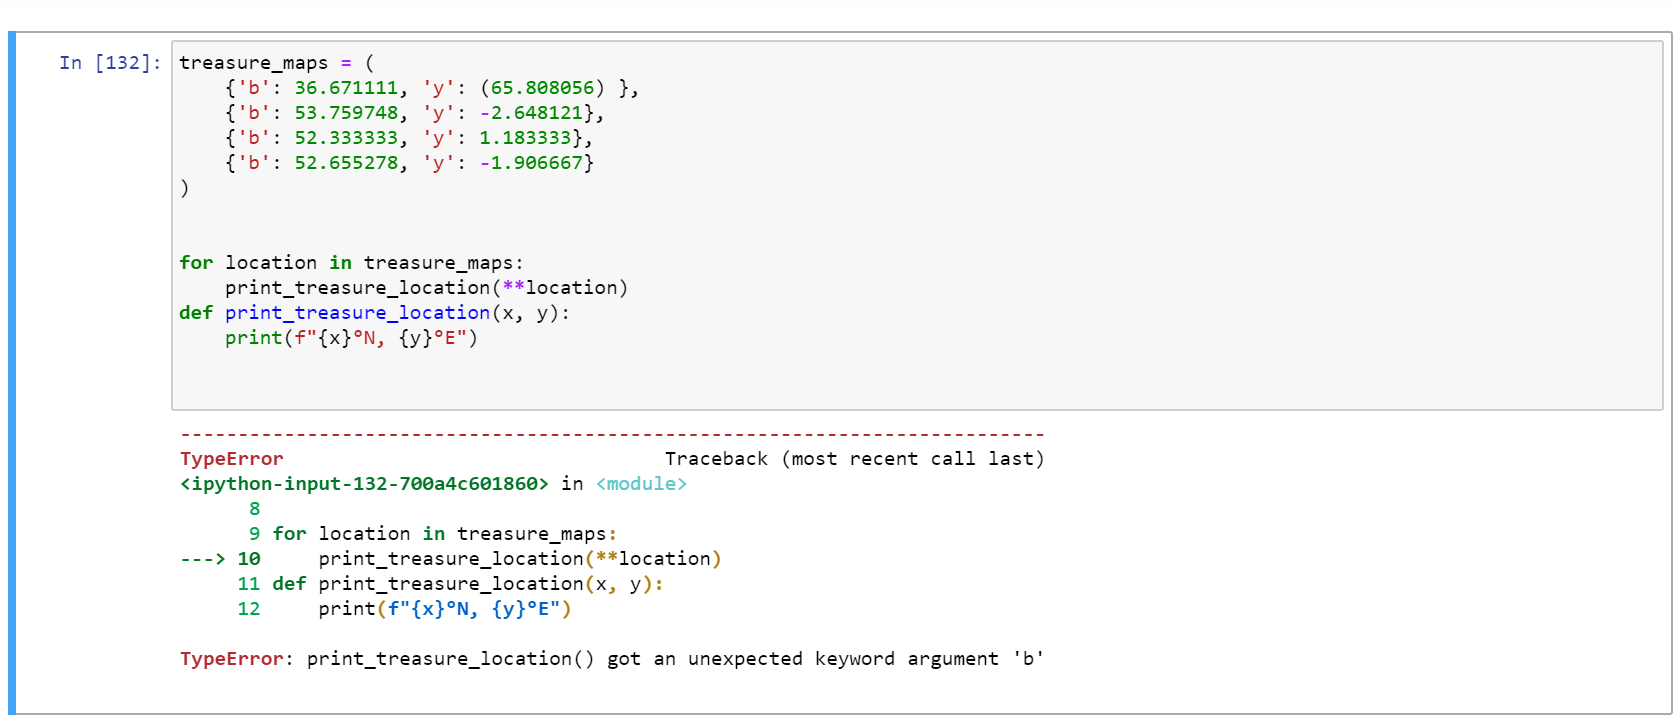 In [132]: treasure_maps = (
    {'b': 36.671111, 'y': (65.808056) },
    {'b': 53.759748, 'y': -2.648121},
    {'b': 52.333333, 'y': 1.183333},
    {'b': 52.655278, 'y': -1.906667}
)
for location in treasure_maps:
    print_treasure_location(**location)
def print_treasure_location(x, y):
    print(f"{x}°N, {y}°E")
---------------------------------------------------------------------------
TypeError                                 Traceback (most recent call last)
<ipython-input-132-700a4c601860> in <module>
      8
      9 for location in treasure_maps:
---> 10     print_treasure_location(**location)
     11 def print_treasure_location(x, y):
     12     print(f"{x}°N, {y}°E")
TypeError: print_treasure_location() got an unexpected keyword argument 'b'